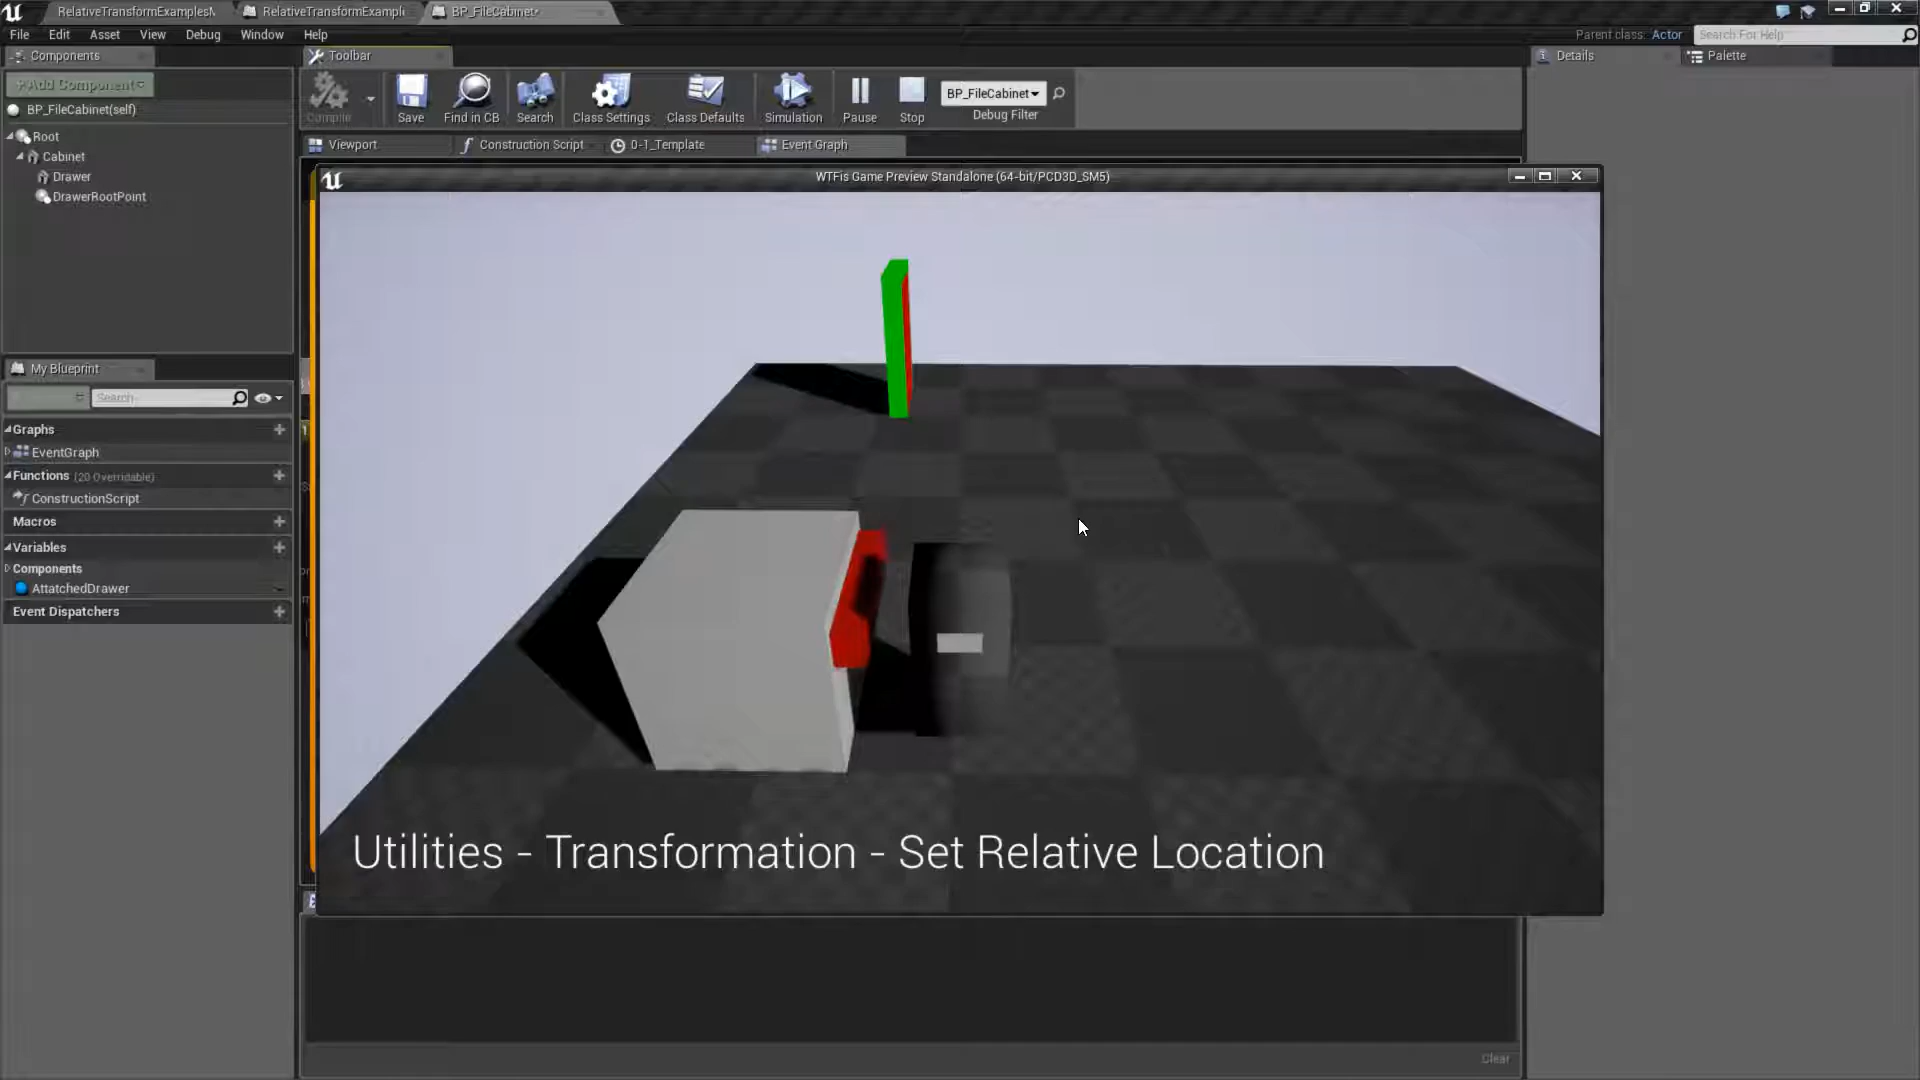 RelativeTransformExamplesM
RelativeTransformExampl
BP_FileCabinet*
File
Edit
Asset
View
Debug
Window
Help
Parent class: Actor
Search For Help
Components
Toolbar
Details
Palette
+Add Component
BP_FileCabinet(self)
Root
Cabinet
Drawer
DrawerRootPoint
Compile
Save
Find in CB
Search
Class Settings
Class Defaults
Simulation
Pause
Stop
BP_FileCabinet
Debug Filter
Viewport
Construction Script
0-1_Template
Event Graph
WTFis Game Preview Standalone (64-bit/PCD3D_SM5)
My Blueprint
Search
Graphs
EventGraph
Functions (20 Overridable)
ConstructionScript
Macros
Variables
Components
AttatchedDrawer
Event Dispatchers
Utilities - Transformation - Set Relative Location
Clear